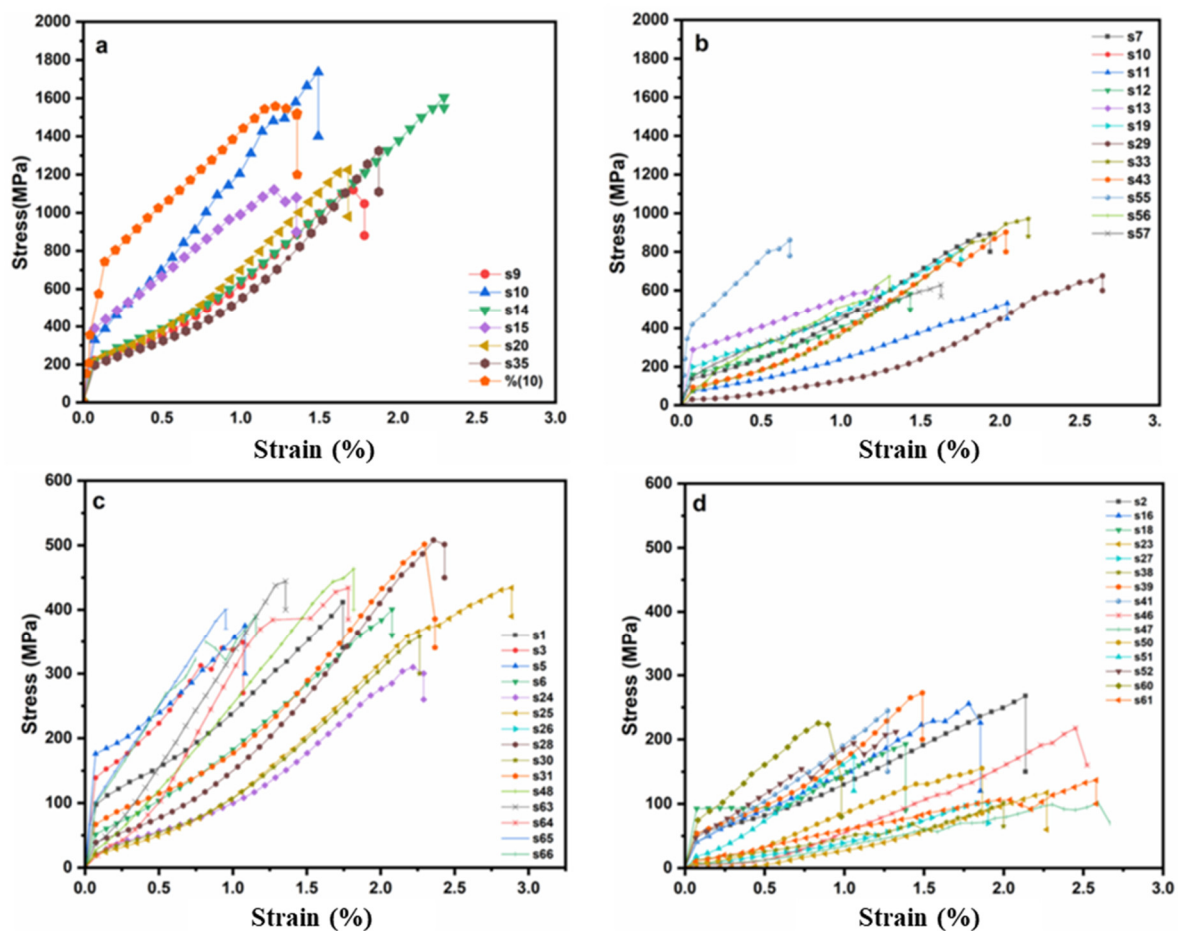 a
2000
1800
1600
1400
1200
1000
800
600
400
200
0
Stress(MPa)
0.0 0.5 1.0 1.5 2.0 2.5 3.0
Strain (%)
s9
s10
s14
s15
s20
s35
%(10)
b
2000
1800
1600
1400
1200
1000
800
600
400
200
0
Stress (MPa)
0.0 0.5 1.0 1.5 2.0 2.5 3.
Strain (%)
s7
s10
s11
s12
s13
s19
s29
s33
s43
s55
s56
s57
c
600
500
400
300
200
100
0
Stress (MPa)
0.0 0.5 1.0 1.5 2.0 2.5 3.0
Strain (%)
s1
s3
s5
s6
s24
s25
s26
s28
s30
s31
s48
s63
s64
s65
s66
d
600
500
400
300
200
100
0
Stress (MPa)
0.0 0.5 1.0 1.5 2.0 2.5 3.0
Strain (%)
s2
s16
s18
s23
s27
s38
s39
s41
s46
s47
s50
s51
s52
s60
s61